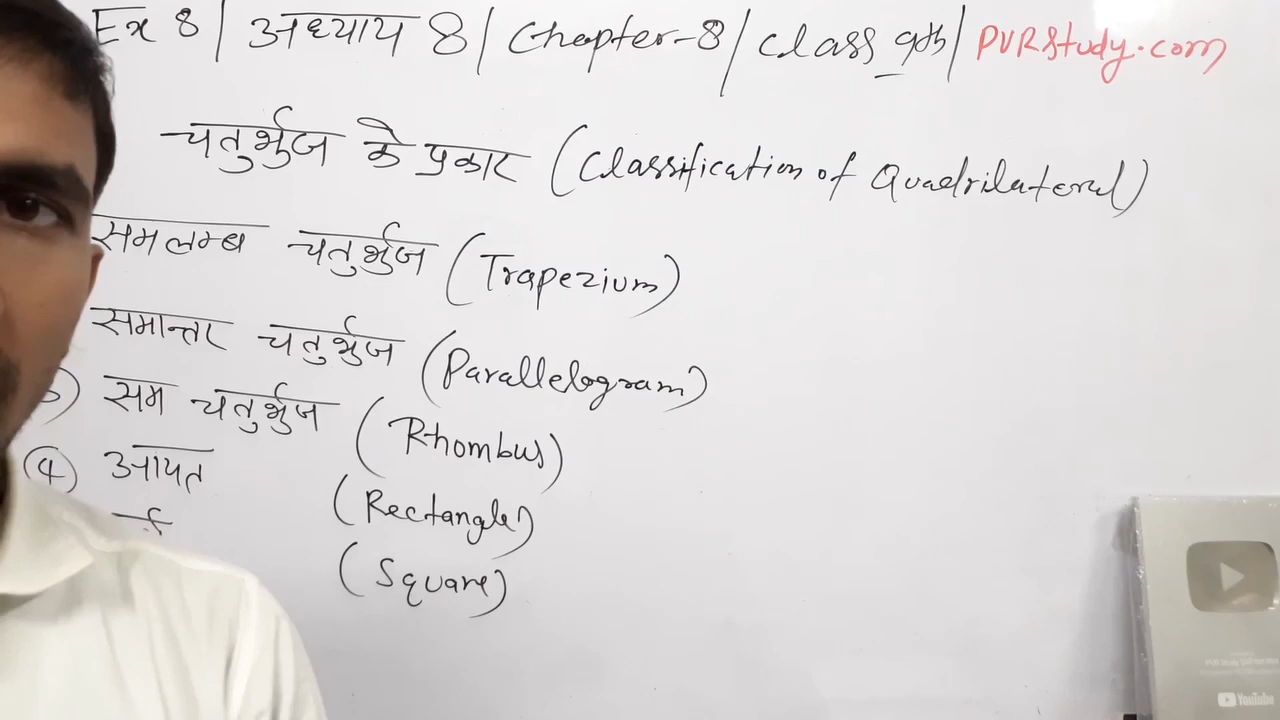 Ex 8 | अध्याय 8 | Chapter-8 | Class 9th | PVRStudy.com
चतुर्भुज के प्रकार (Classification of Quadrilateral)
समलम्ब चतुर्भुज (Trapezium)
समान्तर चतुर्भुज (Parallelogram)
सम चतुर्भुज (Rhombus)
④ आयत (Rectangle)
(Square)
YouTube